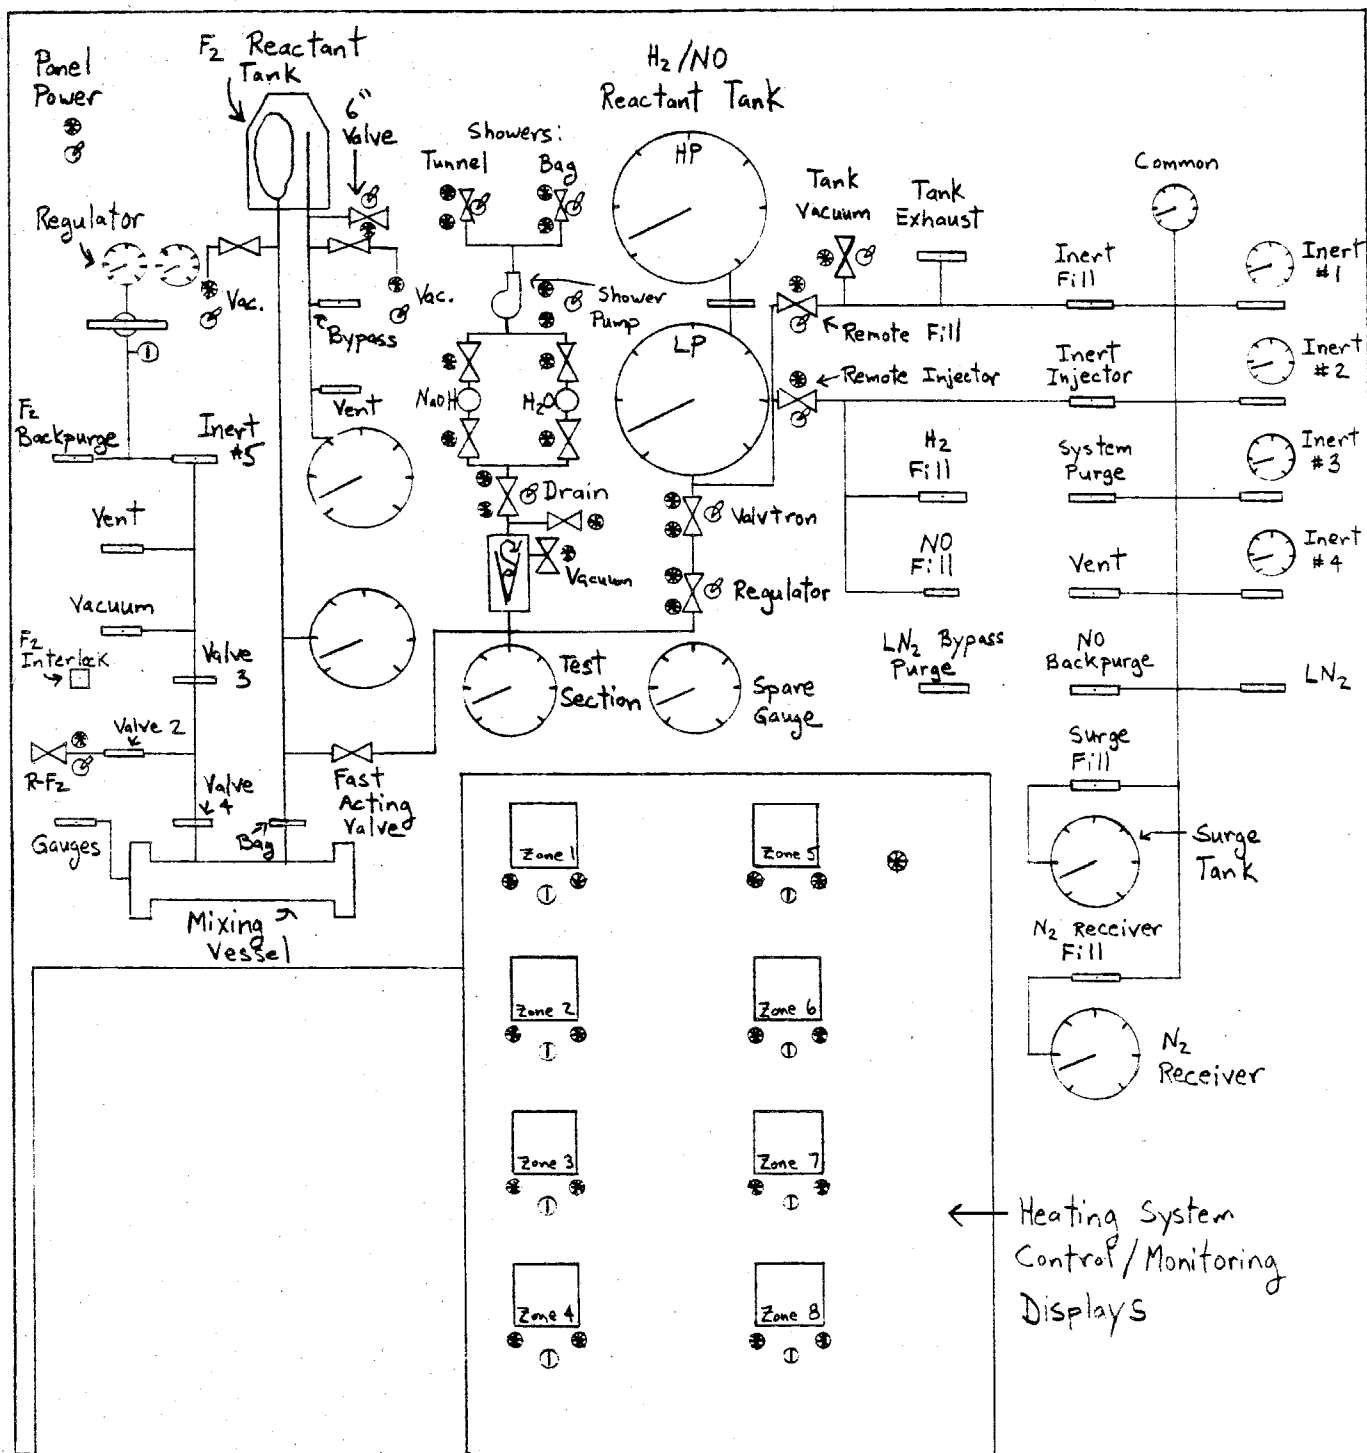 Panel
Power
F2 Reactant
Tank
6"
Valve
Showers:
Tunnel
Bag
H2/NO
Reactant Tank
HP
Tank
Vacuum
Tank
Exhaust
Common
Regulator
Vac.
Vac.
Bypass
Shower
Pump
Remote Fill
Inert
Fill
Inert
#1
LP
Remote Injector
Inert
Injector
Inert
#2
NaOH
H2O
Vent
F2
Backpurge
Inert
#5
H2
Fill
System
Purge
Inert
#3
Vent
Drain
Valvtron
NO
Fill
Vent
Inert
#4
Vacuum
Regulator
Vacuum
F2
Interlock
Valve
3
Test
Section
Spare
Gauge
LN2 Bypass
Purge
NO
Backpurge
LN2
Valve 2
R-F2
Valve
4
Fast
Acting
Valve
Surge
Fill
Gauges
Bag
Surge
Tank
Mixing
Vessel
Zone 1
Zone 5
N2 Receiver
Fill
Zone 2
Zone 6
N2
Receiver
Zone 3
Zone 7
Heating System
Control/Monitoring
Displays
Zone 4
Zone 8